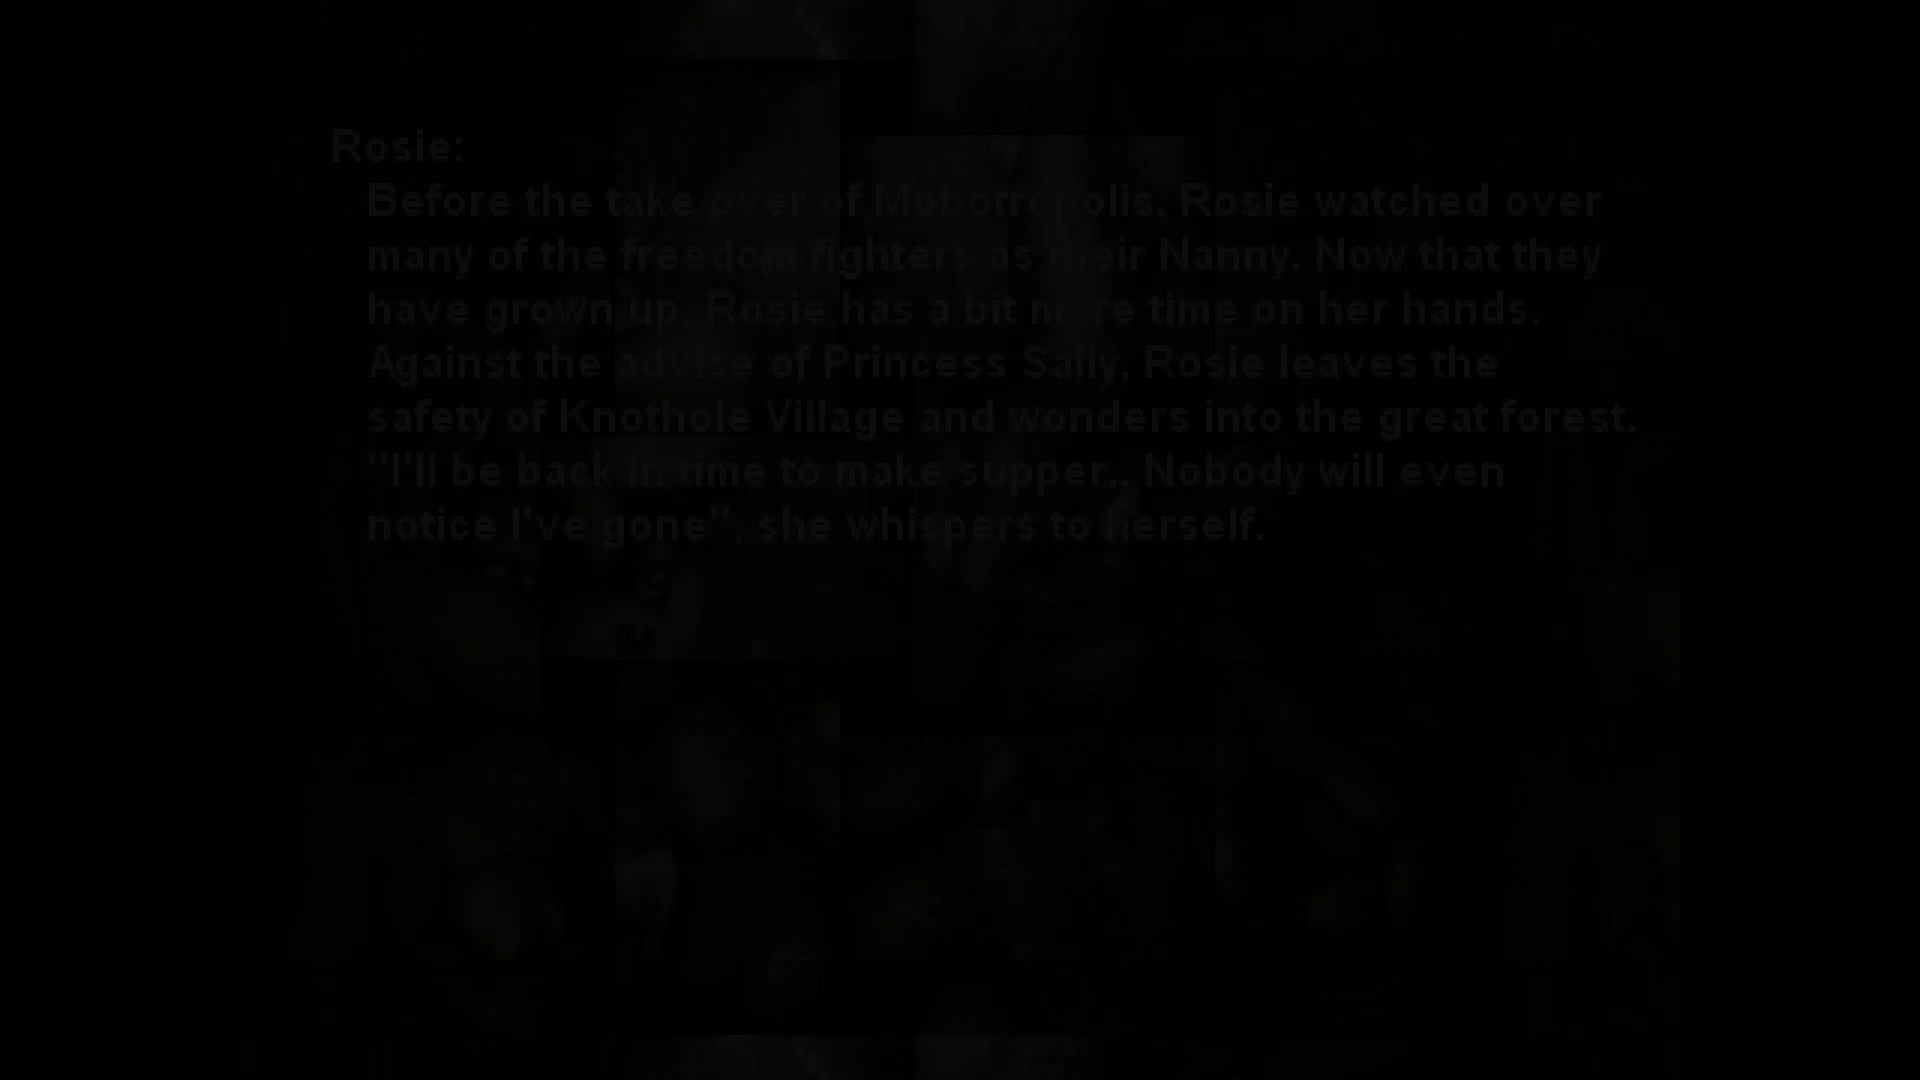 Rosie:
Before the take over of Mobotropolis, Rosie watched over
many of the freedom fighters as their Nanny. Now that they
have grown up, Rosie has a bit more time on her hands.
Against the advise of Princess Sally, Rosie leaves the
safety of Knothole Village and wonders into the great forest.
"I'll be back in time to make supper.. Nobody will even
notice I've gone", she whispers to herself.